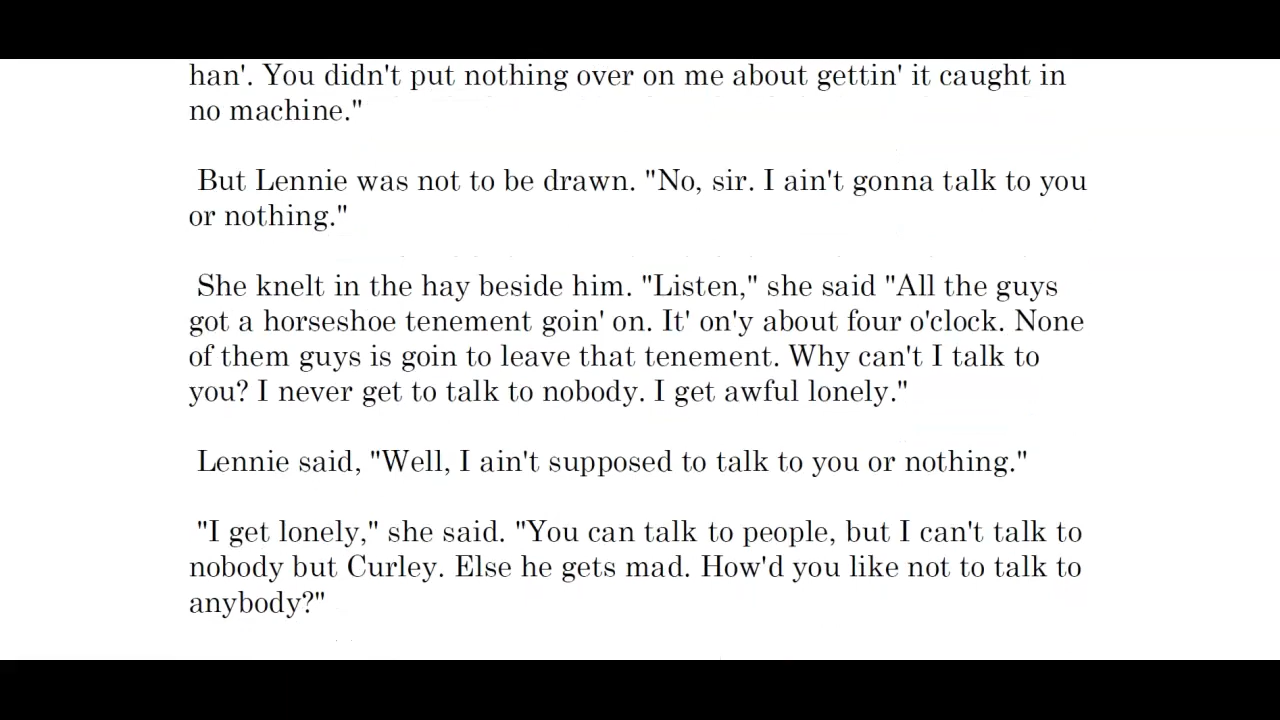 han'. You didn't put nothing over on me about gettin' it caught in
no machine."
But Lennie was not to be drawn. "No, sir. I ain't gonna talk to you
or nothing."
She knelt in the hay beside him. "Listen," she said "All the guys
got a horseshoe tenement goin' on. It' on'y about four o'clock. None
of them guys is goin to leave that tenement. Why can't I talk to
you? I never get to talk to nobody. I get awful lonely."
Lennie said, "Well, I ain't supposed to talk to you or nothing."
"I get lonely," she said. "You can talk to people, but I can't talk to
nobody but Curley. Else he gets mad. How'd you like not to talk to
anybody?"